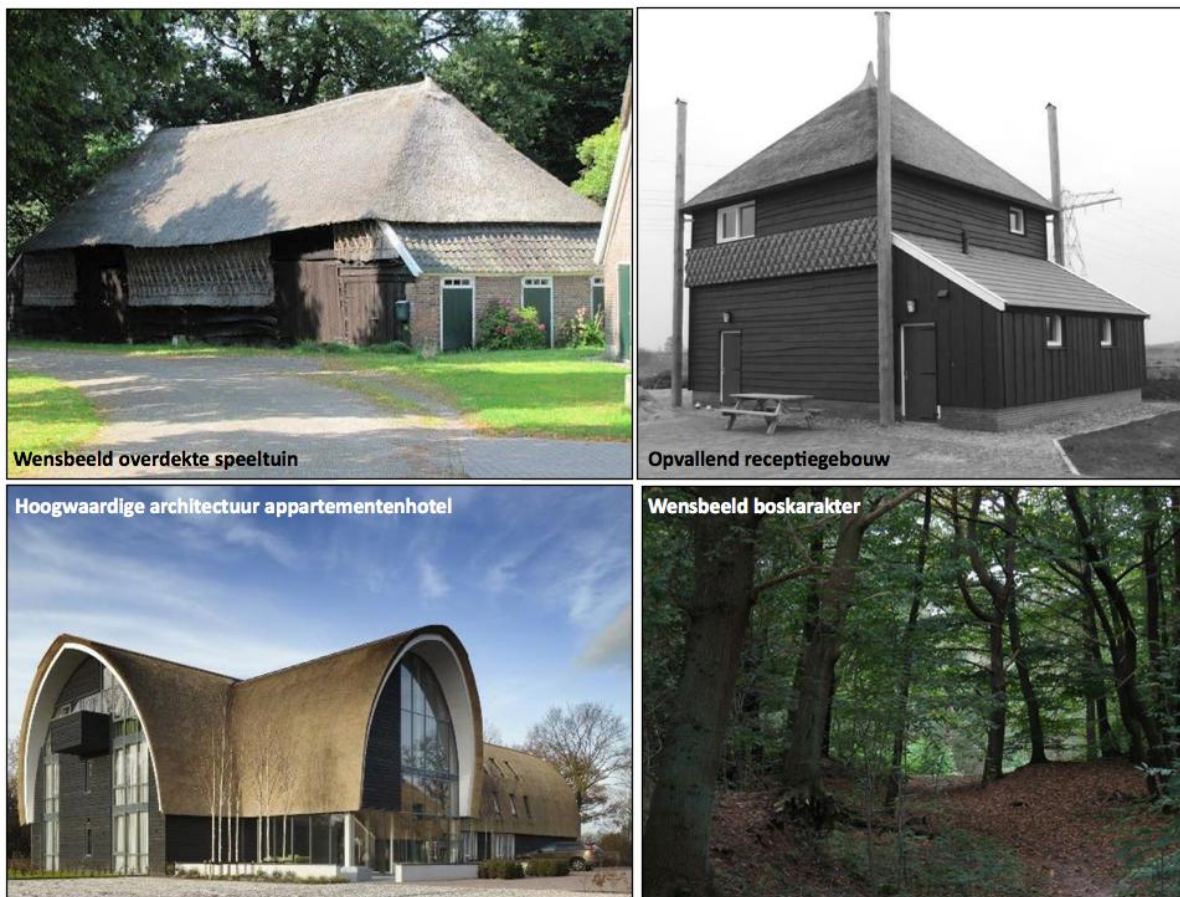 Wensbeeld overdekte speeltuin
Opvallend receptiegebouw
Hoogwaardige architectuur appartementenhotel
Wensbeeld boskarakter